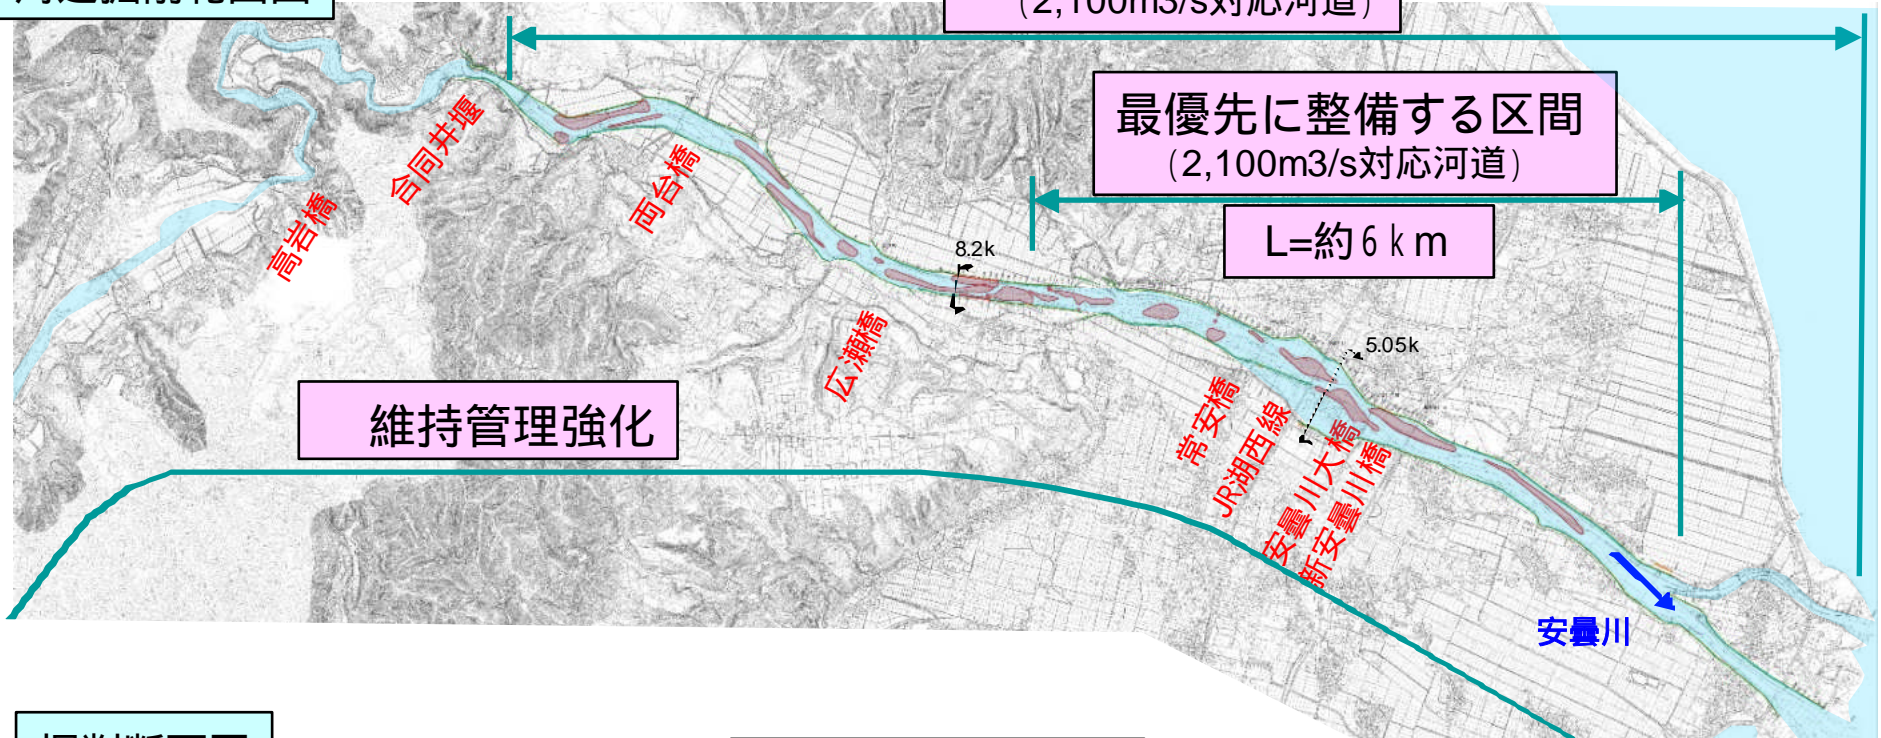 (2,100m3/s対応河道)
最優先に整備する区間
(2,100m3/s対応河道)
L=約6km
合同井堰
両台橋
高岩橋
8.2k
広瀬橋
5.05k
維持管理強化
常安橋
JR湖西線
安曇川大橋
新安曇川橋
安曇川